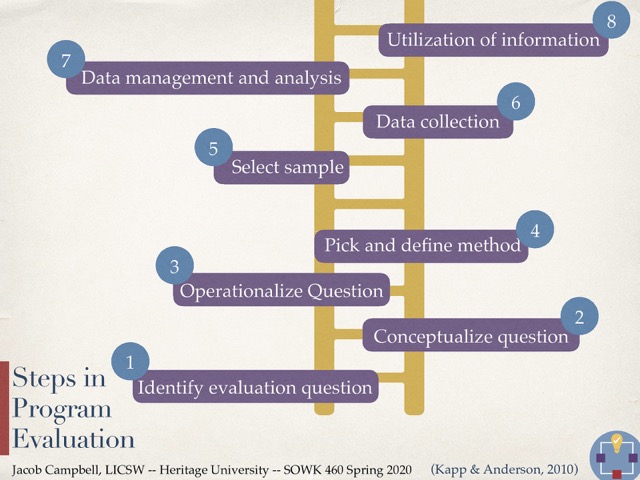 8
Utilization of information
7
Data management and analysis
6
Data collection
5
Select sample
4
Pick and define method
3
Operationalize Question
2
Conceptualize question
1
Identify evaluation question
Steps in
Program
Evaluation
Jacob Campbell, LICSW -- Heritage University -- SOWK 460 Spring 2020
(Kapp & Anderson, 2010)